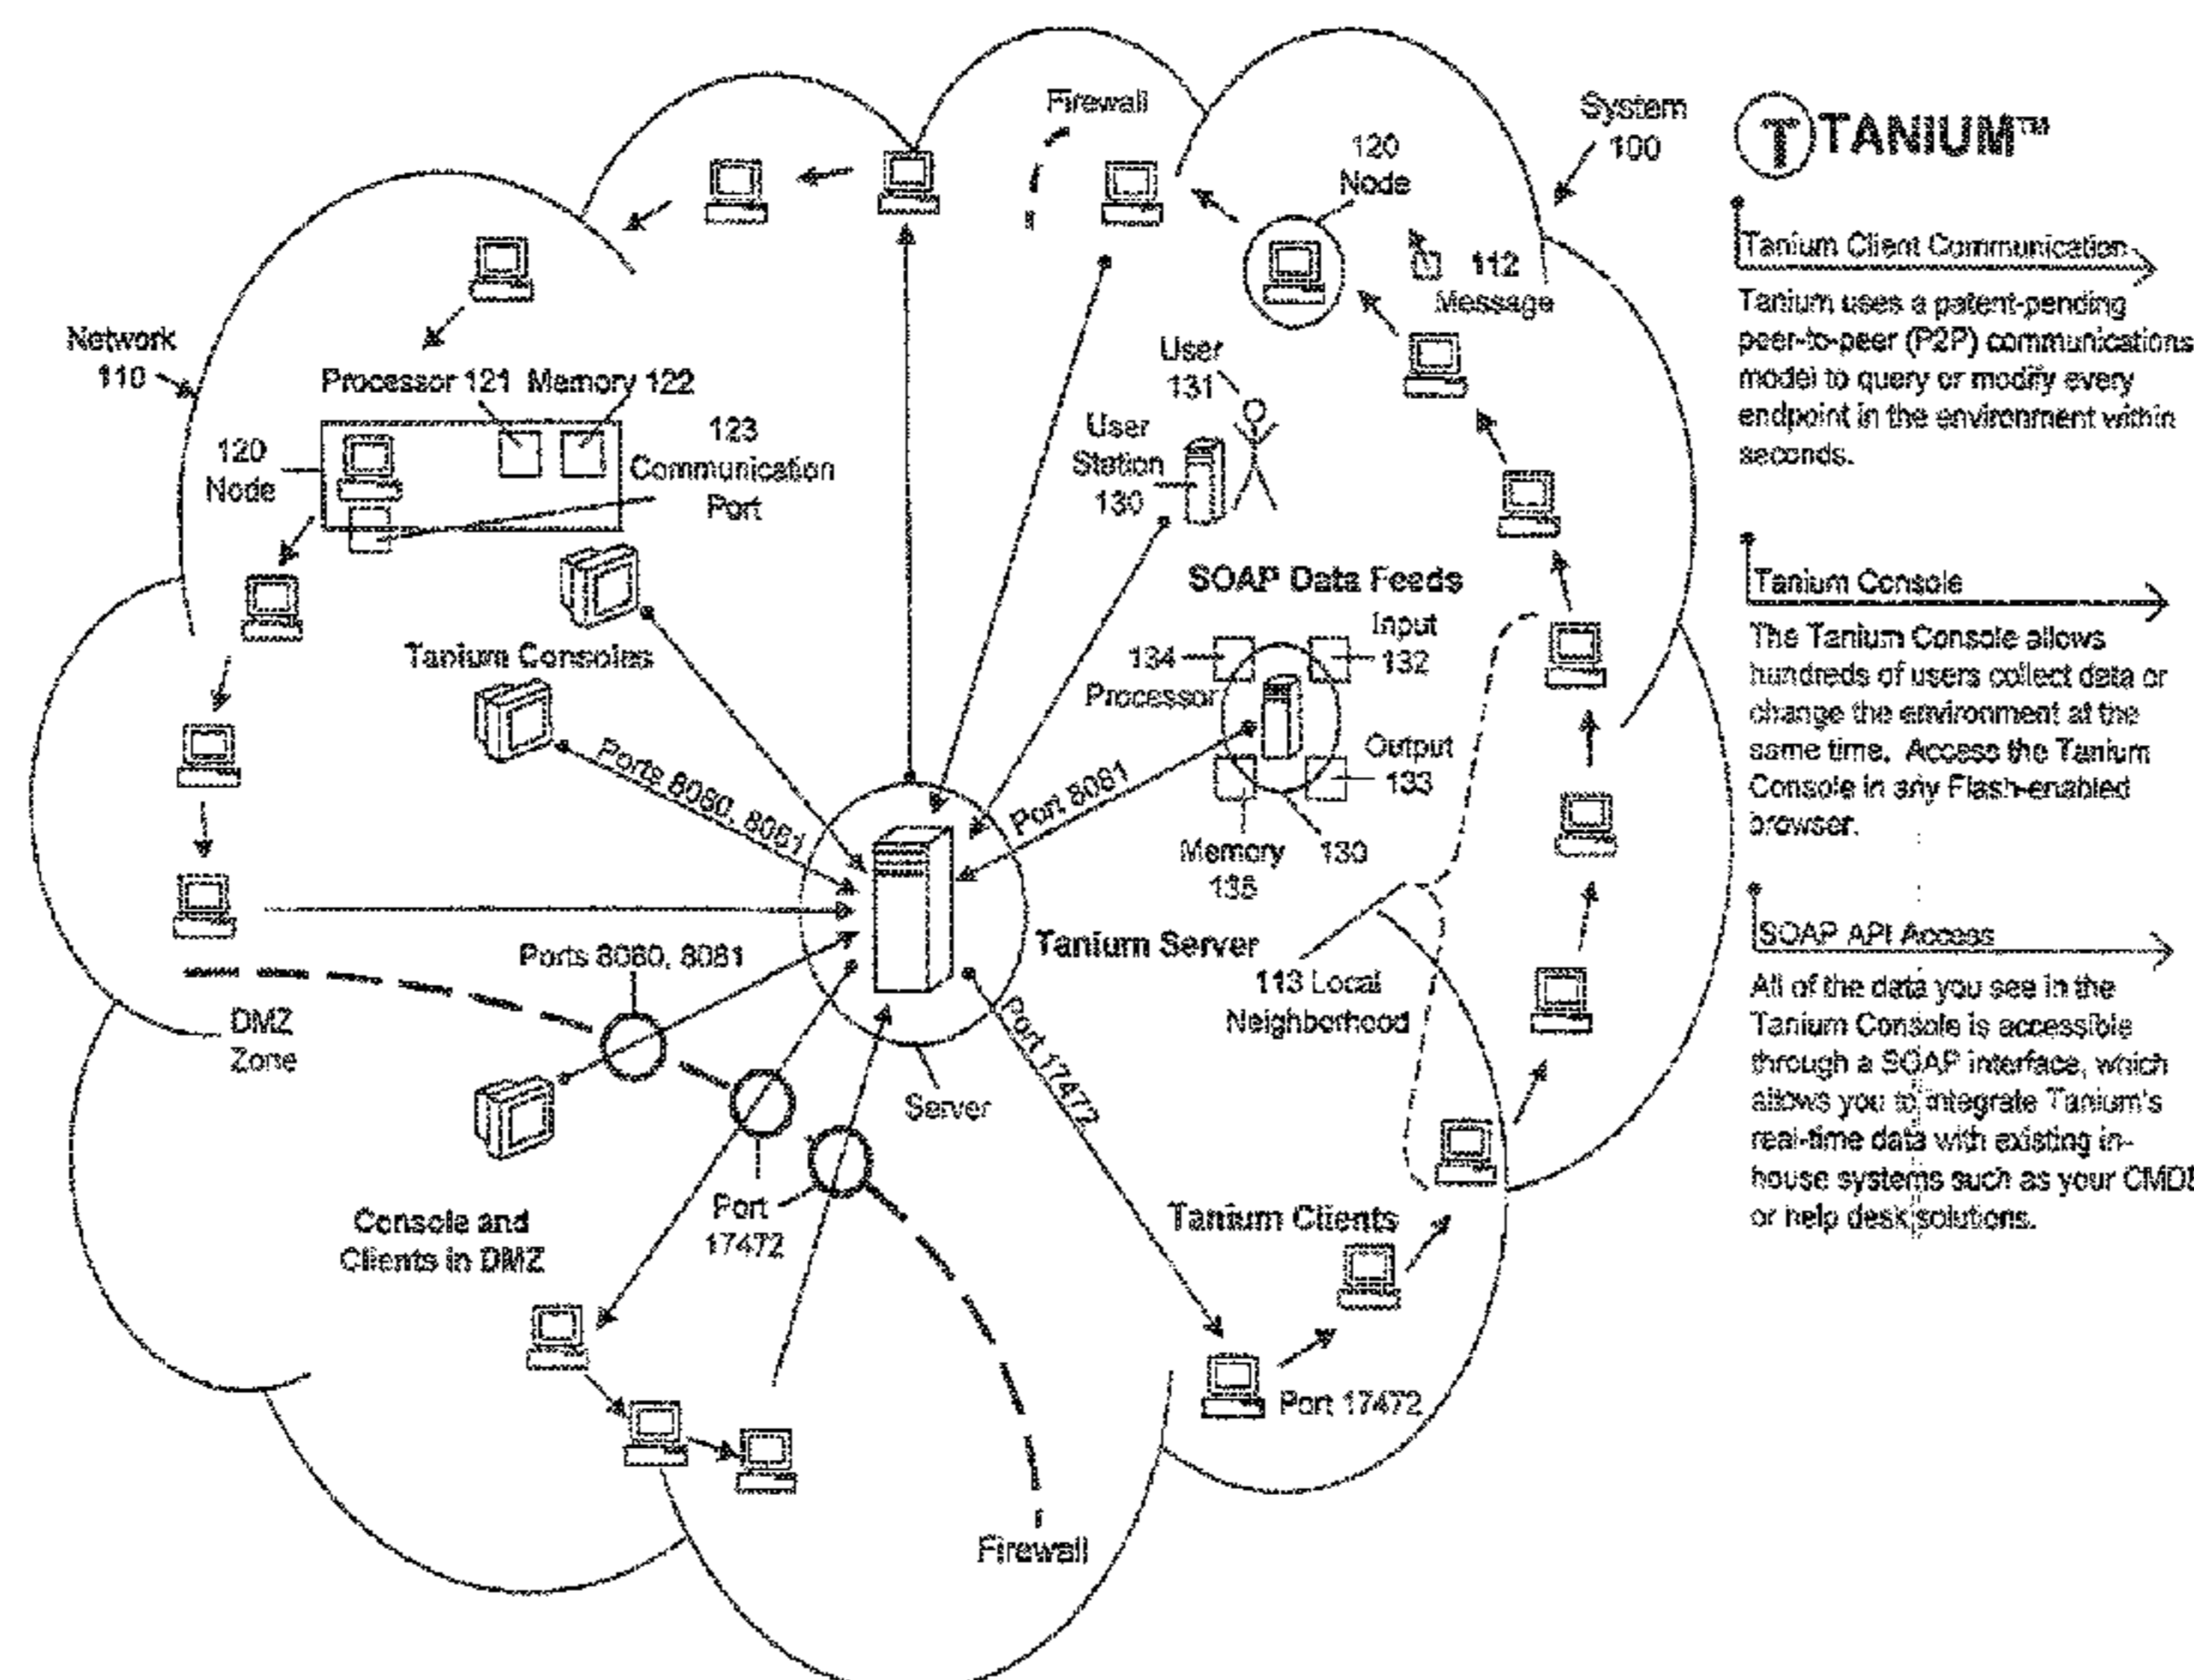 Firewall
System
100
TANIUM™
120
Node
Tanium Client Communication
112
Message
Tanium uses a patent-pending
peer-to-peer (P2P) communications
model to query or modify every
endpoint in the environment within
seconds.
Network
110
User
131
Processor 121 Memory 122
User
Station
130
120
Node
123
Communication
Port
SOAP Data Feeds
Tanium Console
Input
132
The Tanium Console allows
hundreds of users collect data or
change the environment at the
same time. Access the Tanium
Console in any Flash-enabled
browser.
Tanium Consoles
134
Processor
Output
133
Ports 8080, 8081
Port 8081
Memory
135
130
Tanium Server
SOAP API Access
Ports 8080, 8081
113 Local
Neighborhood
All of the data you see in the
Tanium Console is accessible
through a SOAP interface, which
allows you to integrate Tanium's
real-time data with existing in-
house systems such as your CMDB
or help desk solutions.
DMZ
Zone
Port 17472
Server
Port
17472
Console and
Clients in DMZ
Tanium Clients
Port 17472
Firewall